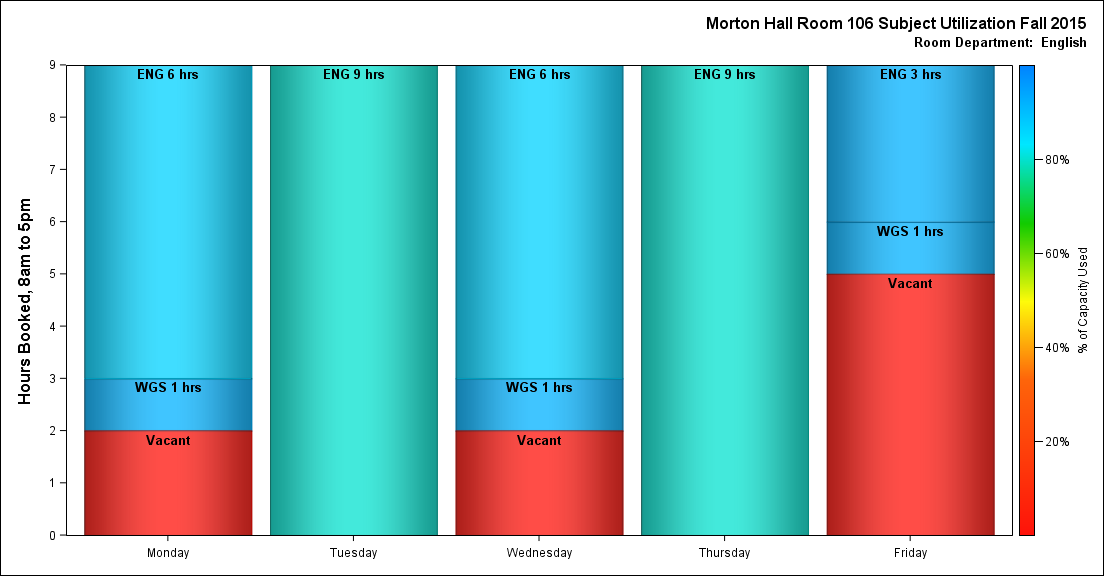 Morton Hall Room 106 Subject Utilization Fall 2015
Room Department:  English
Hours Booked, 8am to 5pm
9
8
7
6
5
4
3
2
1
0
ENG 6 hrs
WGS 1 hrs
Vacant
ENG 9 hrs
ENG 6 hrs
WGS 1 hrs
Vacant
ENG 9 hrs
ENG 3 hrs
WGS 1 hrs
Vacant
Monday
Tuesday
Wednesday
Thursday
Friday
80%
60%
40%
20%
% of Capacity Used